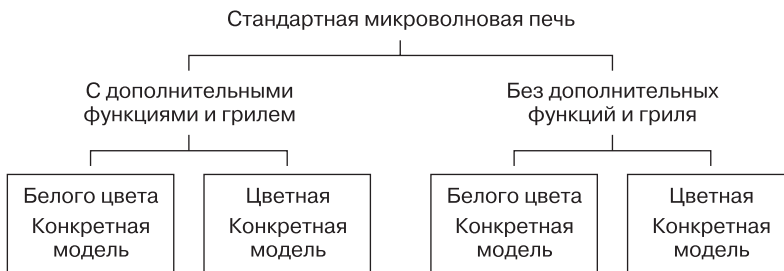 Стандартная микроволновая печь
С дополнительными
функциями и грилем
Без дополнительных
функций и гриля
Белого цвета
Конкретная
модель
Цветная
Конкретная
модель
Белого цвета
Конкретная
модель
Цветная
Конкретная
модель